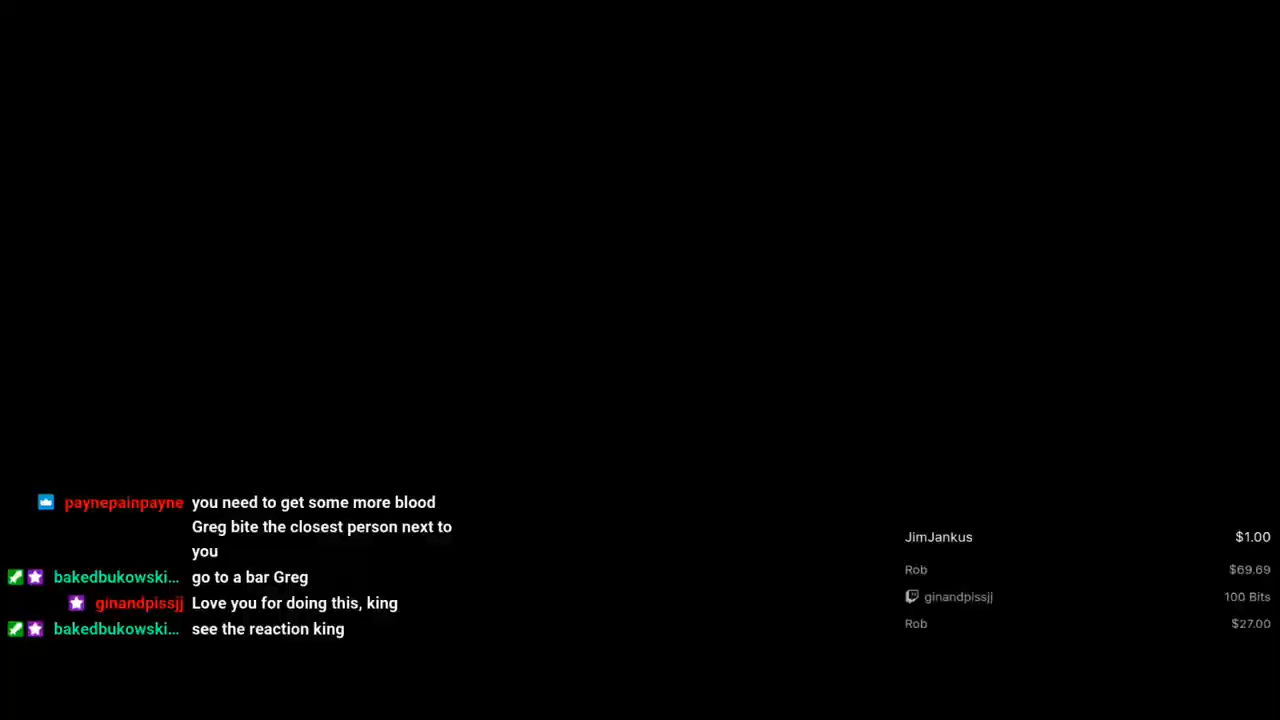 paynepainpayne you need to get some more blood
Greg bite the closest person next to
you
bakedbukowski... go to a bar Greg
ginandpissjj Love you for doing this, king
bakedbukowski... see the reaction king
JimJankus $1.00
Rob $69.69
ginandpissjj 100 Bits
Rob $27.00